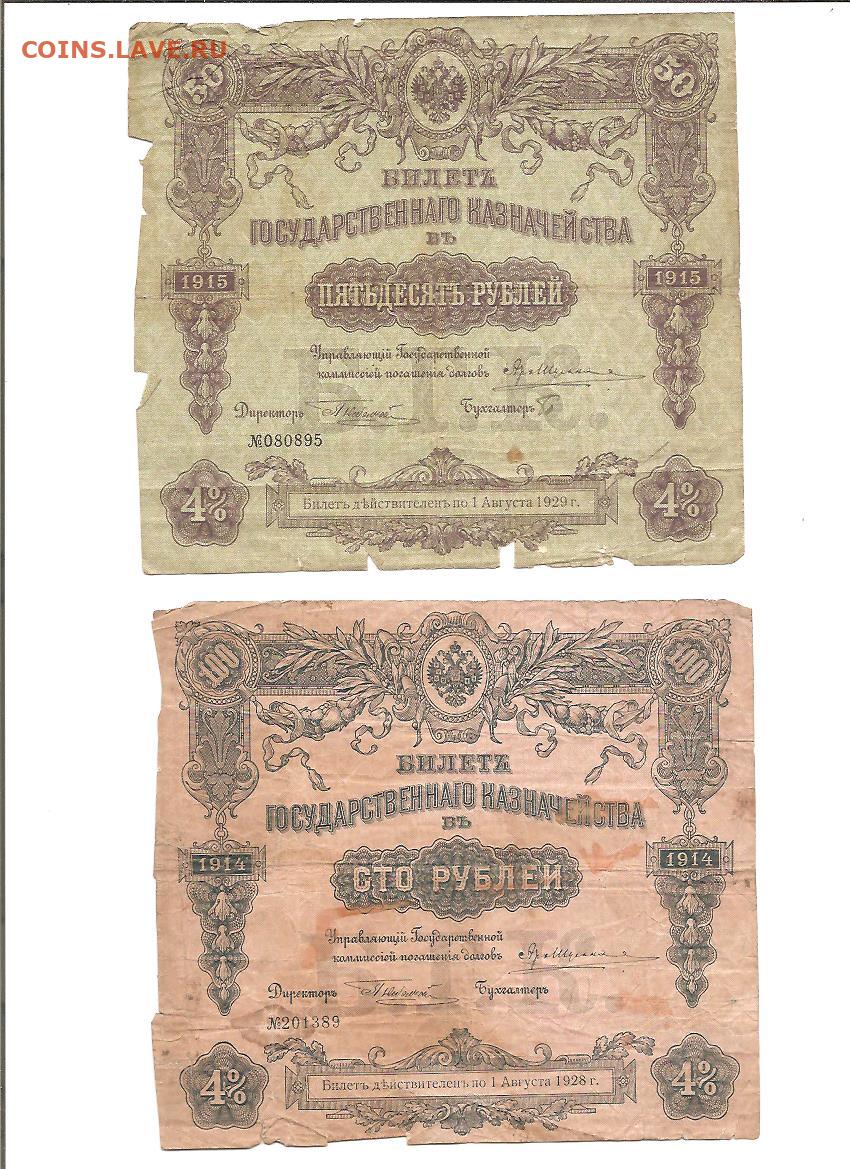 COINS.LAVE.RU
50 50
БИЛЕТЪ
ГОСУДАРСТВЕННАГО КАЗНАЧЕЙСТВА
ВЪ
1915 1915
ПЯТЬДЕСЯТЪ РУБЛЕЙ
Управляющій Государственной
коммиссіей погашенія долговъ
Директоръ Бухгалтеръ
№080895
4% 4%
Билетъ дѣйствителенъ по 1 Августа 1929 г.
100 100
БИЛЕТЪ
ГОСУДАРСТВЕННАГО КАЗНАЧЕЙСТВА
ВЪ
1914 1914
СТО РУБЛЕЙ
Управляющій Государственной
коммиссіей погашенія долговъ
Директоръ Бухгалтеръ
№201389
4% 4%
Билетъ дѣйствителенъ по 1 Августа 1928 г.